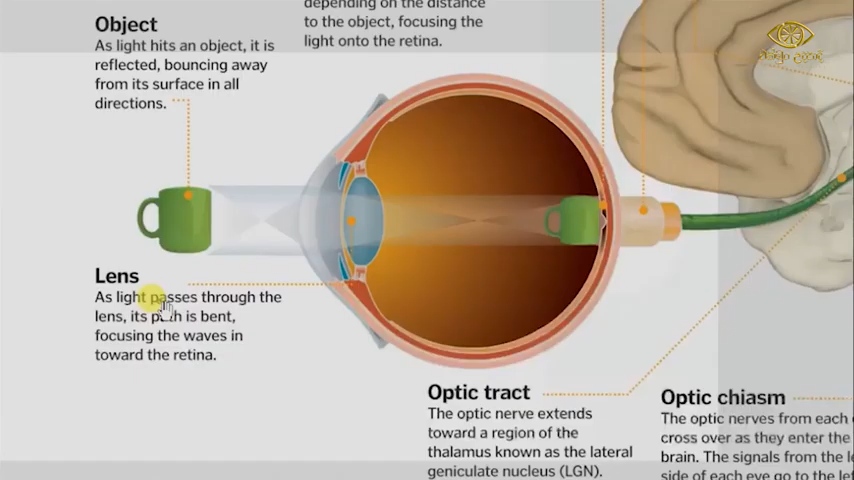 depending on the distance
to the object, focusing the
light onto the retina.
Object
As light hits an object, it is
reflected, bouncing away
from its surface in all
directions.
Lens
As light passes through the
lens, its path is bent,
focusing the waves in
toward the retina.
Optic tract
The optic nerve extends
toward a region of the
thalamus known as the lateral
geniculate nucleus (LGN).
Optic chiasm
The optic nerves from each
cross over as they enter the
brain. The signals from the
side of each eye go to the